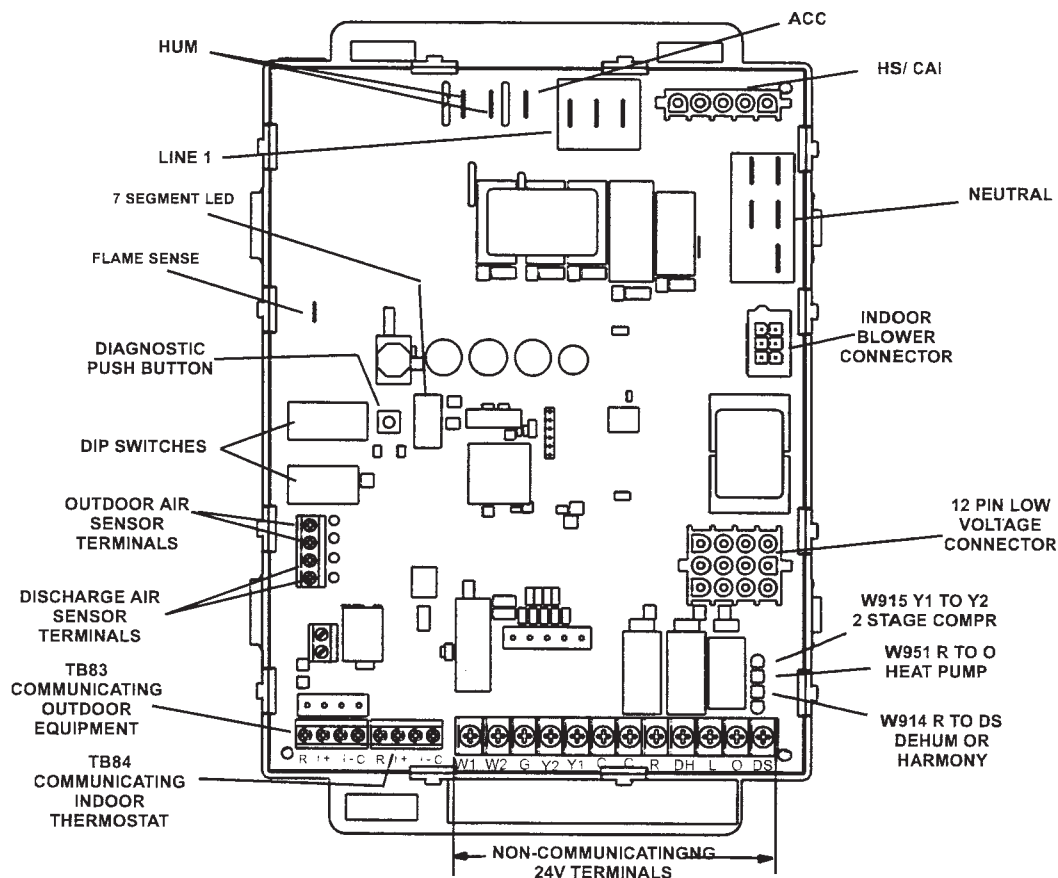 ACC
HUM
HS/ CAI
LINE 1
7 SEGMENT LED
NEUTRAL
FLAME SENSE
INDOOR
BLOWER
CONNECTOR
DIAGNOSTIC
PUSH BUTTON
DIP SWITCHES
OUTDOOR AIR
SENSOR
TERMINALS
12 PIN LOW
VOLTAGE
CONNECTOR
DISCHARGE AIR
SENSOR
TERMINALS
W915 Y1 TO Y2
2 STAGE COMPR
W951 R TO O
HEAT PUMP
TB83
COMMUNICATING
OUTDOOR
EQUIPMENT
W914 R TO DS
DEHUM OR
HARMONY
R I+ I- C R I+ I- C
W1 W2 G Y2 Y1 C C R DH L O DS
TB84
COMMUNICATING
INDOOR
THERMOSTAT
NON-COMMUNICATINGNG
24V TERMINALS